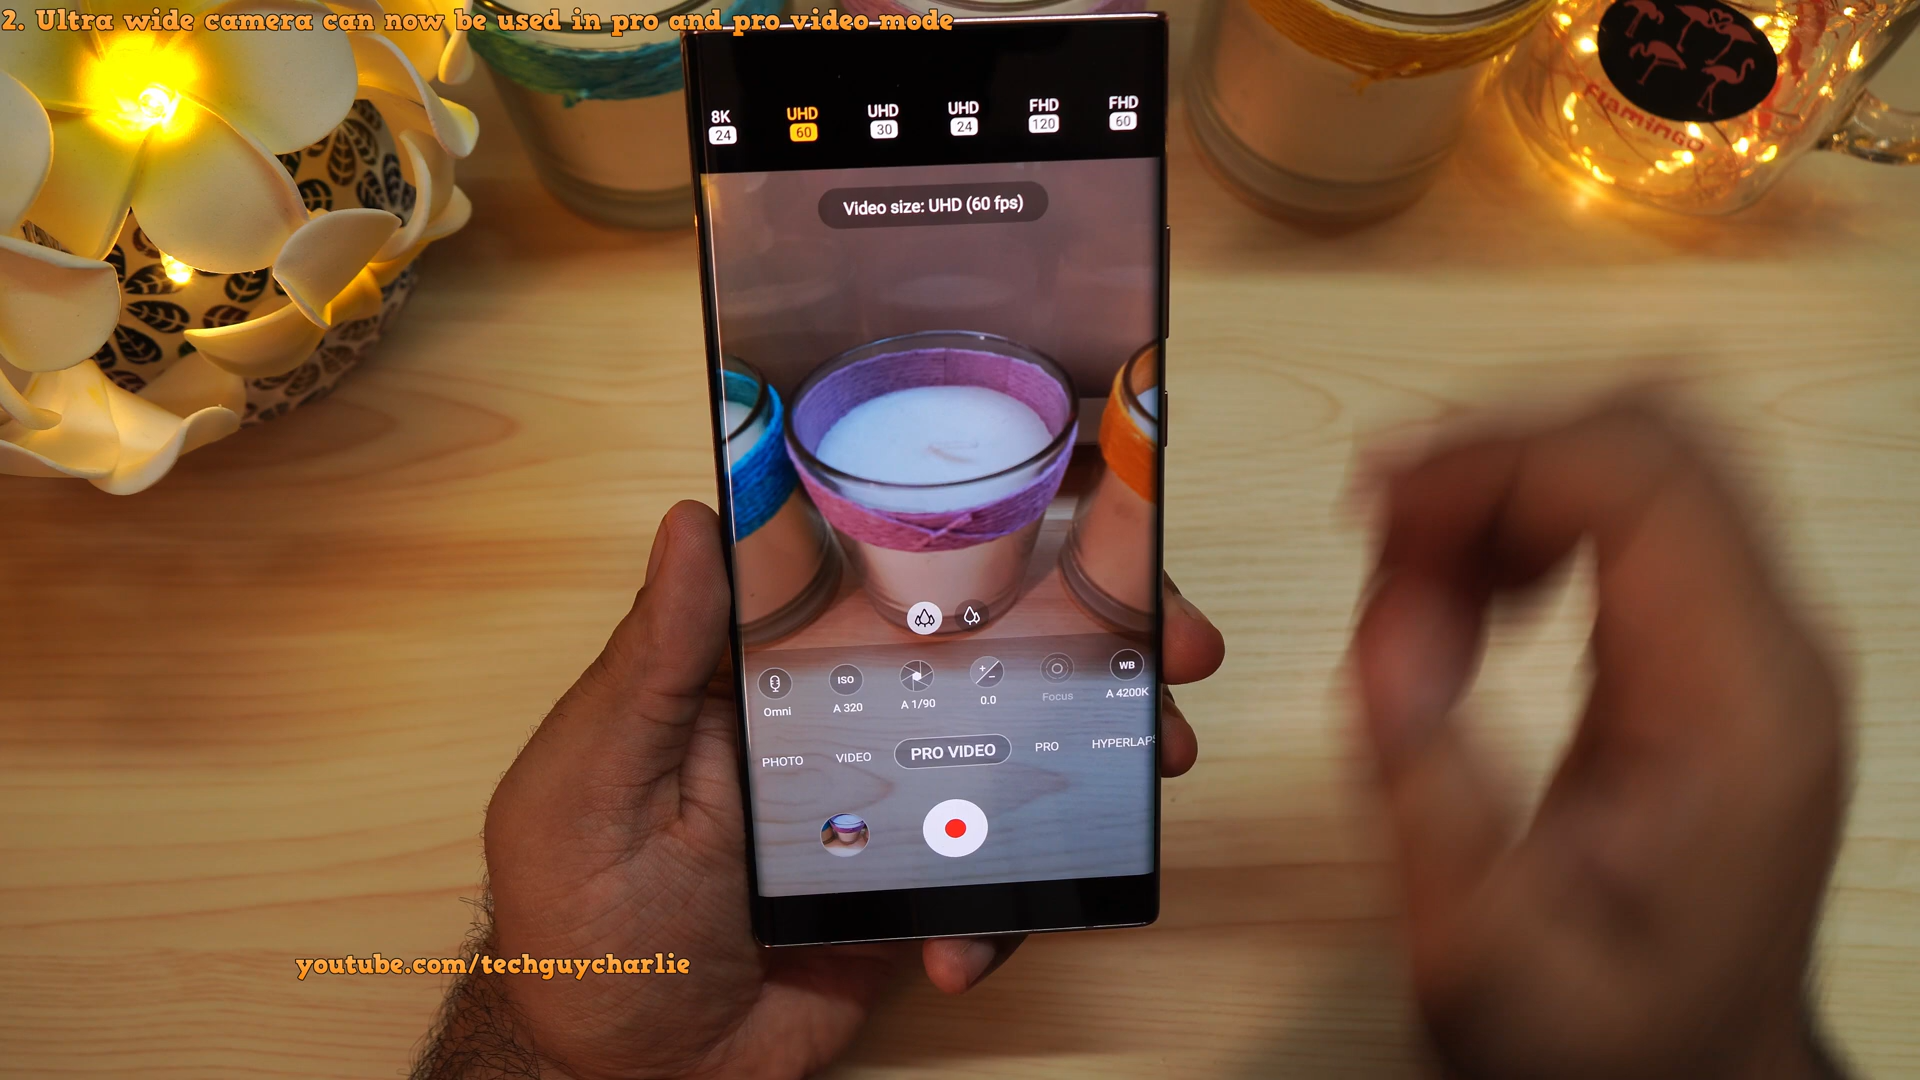 2. Ultra wide camera can now be used in pro and pro video mode
8K UHD UHD UHD FHD FHD
24 60 30 24 120 60
Flamingo
Video size: UHD (60 fps)
ISO WB
Omni A 320 A 1/90 0.0 Focus A 4200K
PHOTO VIDEO PRO VIDEO PRO HYPERLAPS
youtube.com/techguycharlie